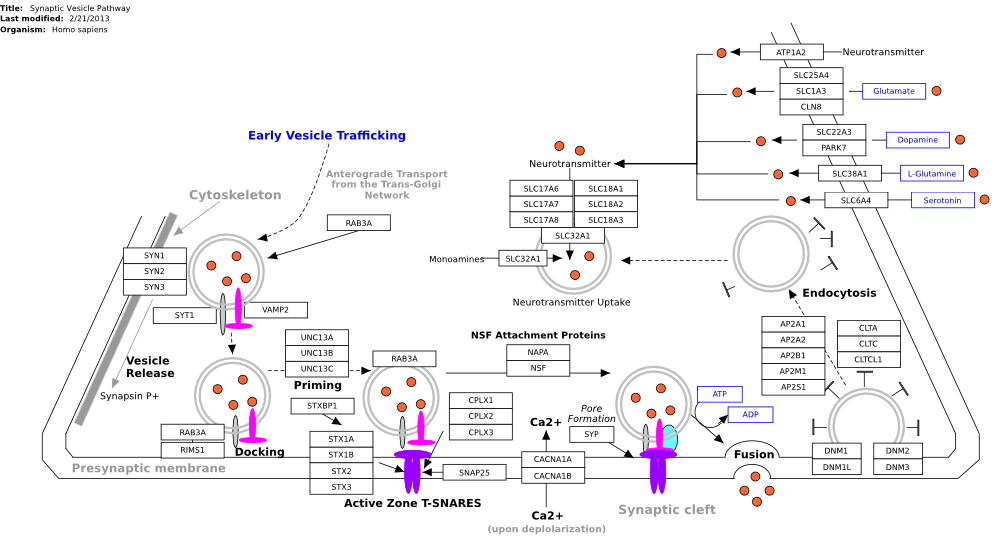 Title: Synaptic Vesicle Pathway
Last modified: 2/21/2013
Organism: Homo sapiens
ATP1A2
Neurotransmitter
SLC25A4
SLC1A3
CLN8
Glutamate
SLC22A3
PARK7
Dopamine
SLC38A1
L-Glutamine
SLC6A4
Serotonin
Early Vesicle Trafficking
Anterograde Transport
from the Trans-Golgi
Network
Cytoskeleton
RAB3A
Neurotransmitter
SLC17A6
SLC17A7
SLC17A8
SLC18A1
SLC18A2
SLC18A3
SLC32A1
Monoamines
SLC32A1
Neurotransmitter Uptake
SYN1
SYN2
SYN3
SYT1
VAMP2
Endocytosis
AP2A1
AP2A2
AP2B1
AP2M1
AP2S1
CLTA
CLTC
CLTCL1
Vesicle
Release
Synapsin P+
UNC13A
UNC13B
UNC13C
Priming
RAB3A
NSF Attachment Proteins
NAPA
NSF
STXBP1
CPLX1
CPLX2
CPLX3
Ca2+
Pore
Formation
SYP
ATP
ADP
RAB3A
RIMS1
Docking
Presynaptic membrane
STX1A
STX1B
STX2
STX3
SNAP25
CACNA1A
CACNA1B
Fusion
DNM1
DNM1L
DNM2
DNM3
Active Zone T-SNARES
Ca2+
(upon deplolarization)
Synaptic cleft